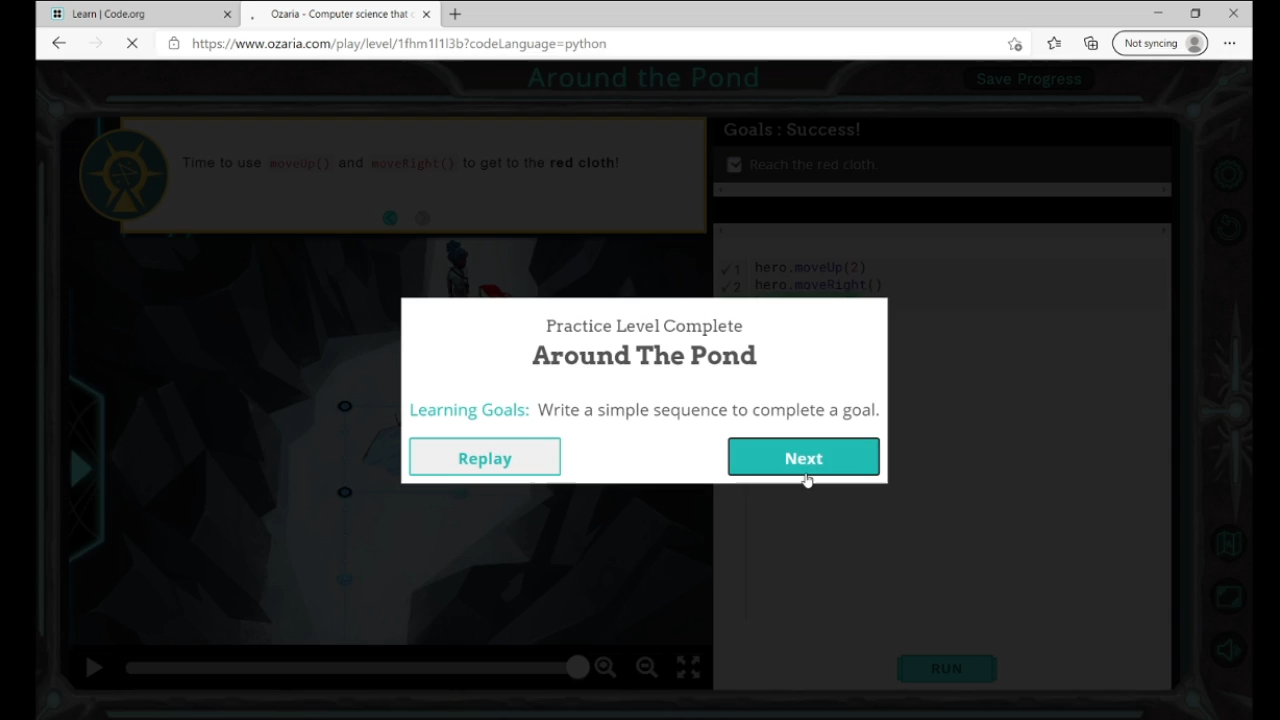 Learn | Code.org
Ozaria - Computer science that
https://www.ozaria.com/play/level/1fhm1l1l3b?codeLanguage=python
Not syncing
Around the Pond
Save Progress
Time to use moveUp() and moveRight() to get to the red cloth!
Goals : Success!
Reach the red cloth.
1 hero.moveUp(2)
2 hero.moveRight()
Practice Level Complete
Around The Pond
Learning Goals: Write a simple sequence to complete a goal.
Replay
Next
RUN